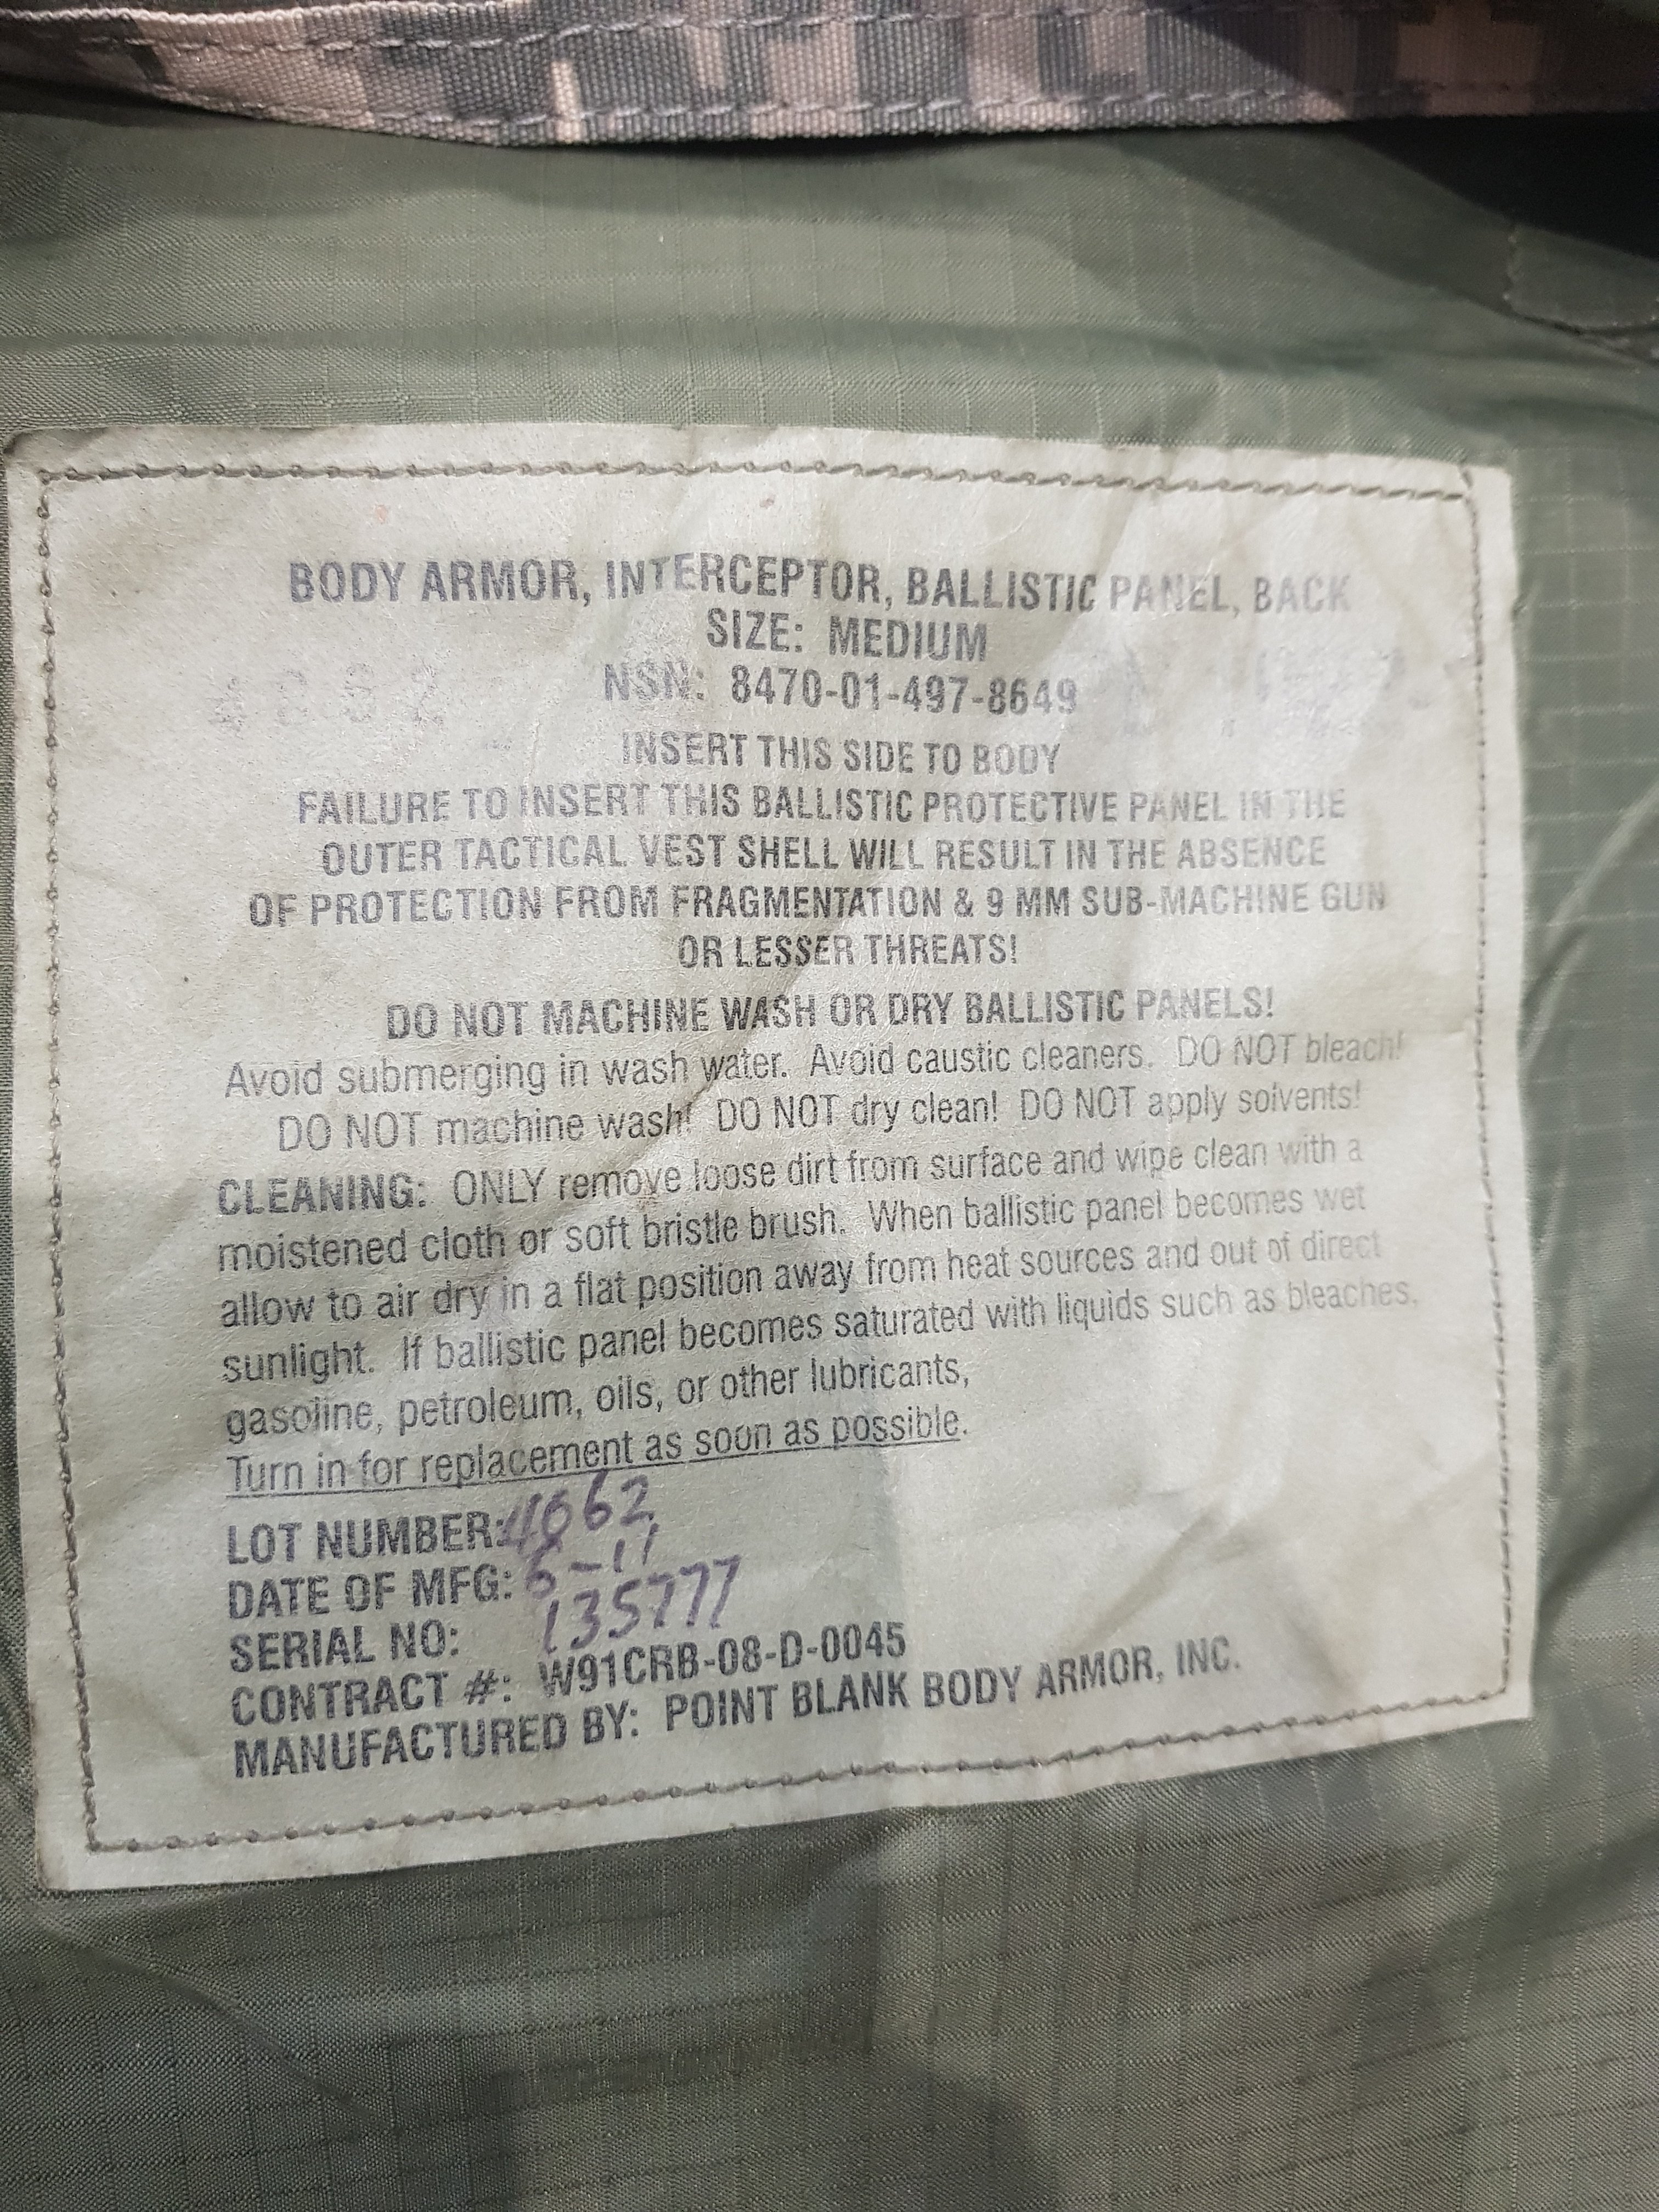 BODY ARMOR, INTERCEPTOR, BALLISTIC PANEL, BACK
SIZE: MEDIUM
NSN: 8470-01-497-8649
INSERT THIS SIDE TO BODY
FAILURE TO INSERT THIS BALLISTIC PROTECTIVE PANEL IN THE
OUTER TACTICAL VEST SHELL WILL RESULT IN THE ABSENCE
OF PROTECTION FROM FRAGMENTATION & 9 MM SUB-MACHINE GUN
OR LESSER THREATS!
DO NOT MACHINE WASH OR DRY BALLISTIC PANELS!
Avoid submerging in wash water. Avoid caustic cleaners. DO NOT bleach!
DO NOT machine wash! DO NOT dry clean! DO NOT apply solvents!
CLEANING: ONLY remove loose dirt from surface and wipe clean with a
moistened cloth or soft bristle brush. When ballistic panel becomes wet
allow to air dry in a flat position away from heat sources and out of direct
sunlight. If ballistic panel becomes saturated with liquids such as bleaches,
gasoline, petroleum, oils, or other lubricants,
Turn in for replacement as soon as possible.
LOT NUMBER: 4062
DATE OF MFG: 6-11
SERIAL NO: 135777
CONTRACT #: W91CRB-08-D-0045
MANUFACTURED BY: POINT BLANK BODY ARMOR, INC.